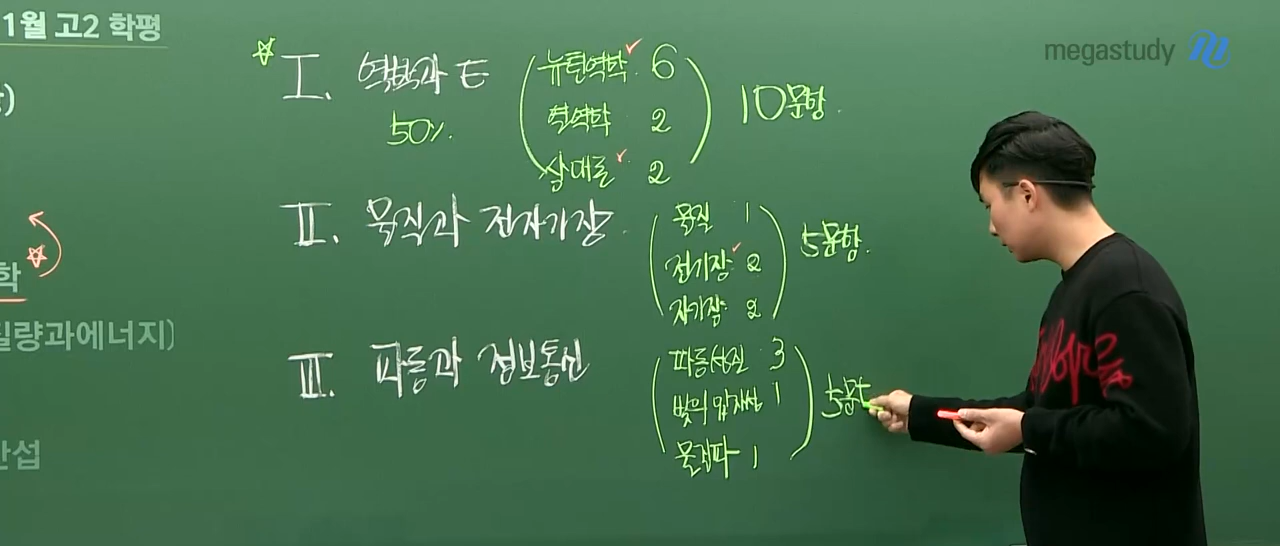 1월 고2 학평
megastudy
I. 역학과 E
50%
뉴턴역학 6
열역학 2
상대론 2
10문항.
II. 물질과 전자기장.
물질 1
전기장 2
자기장 2
5문항.
학
질량과에너지)
III. 파동과 정보통신
파동성질 3
빛의 이중성 1
물질파 1
5문
간섭